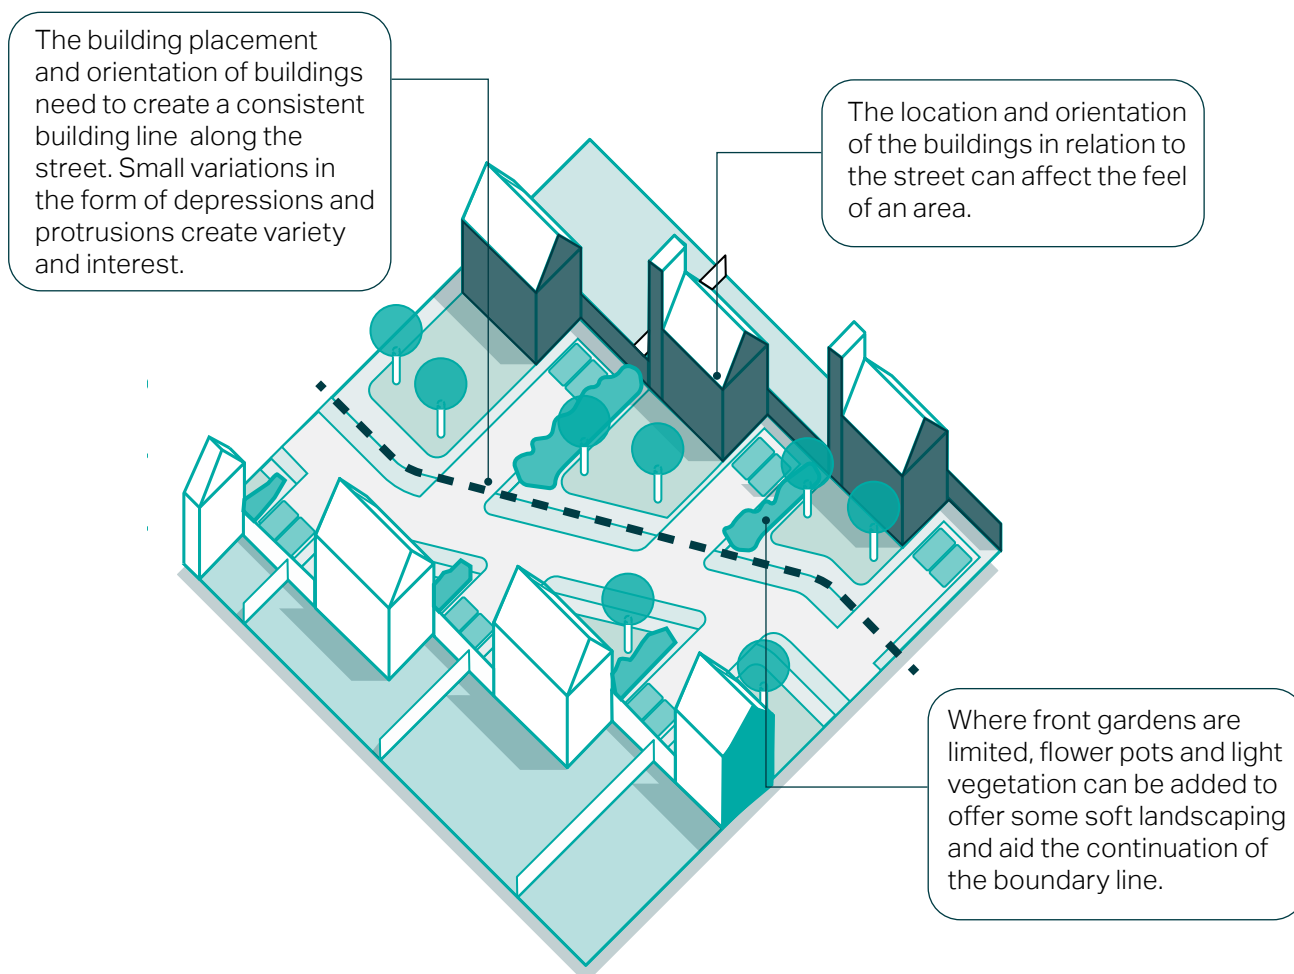 The building placement
and orientation of buildings
need to create a consistent
building line along the
street. Small variations in
the form of depressions and
protrusions create variety
and interest.
The location and orientation
of the buildings in relation to
the street can affect the feel
of an area.
Where front gardens are
limited, flower pots and light
vegetation can be added to
offer some soft landscaping
and aid the continuation of
the boundary line.